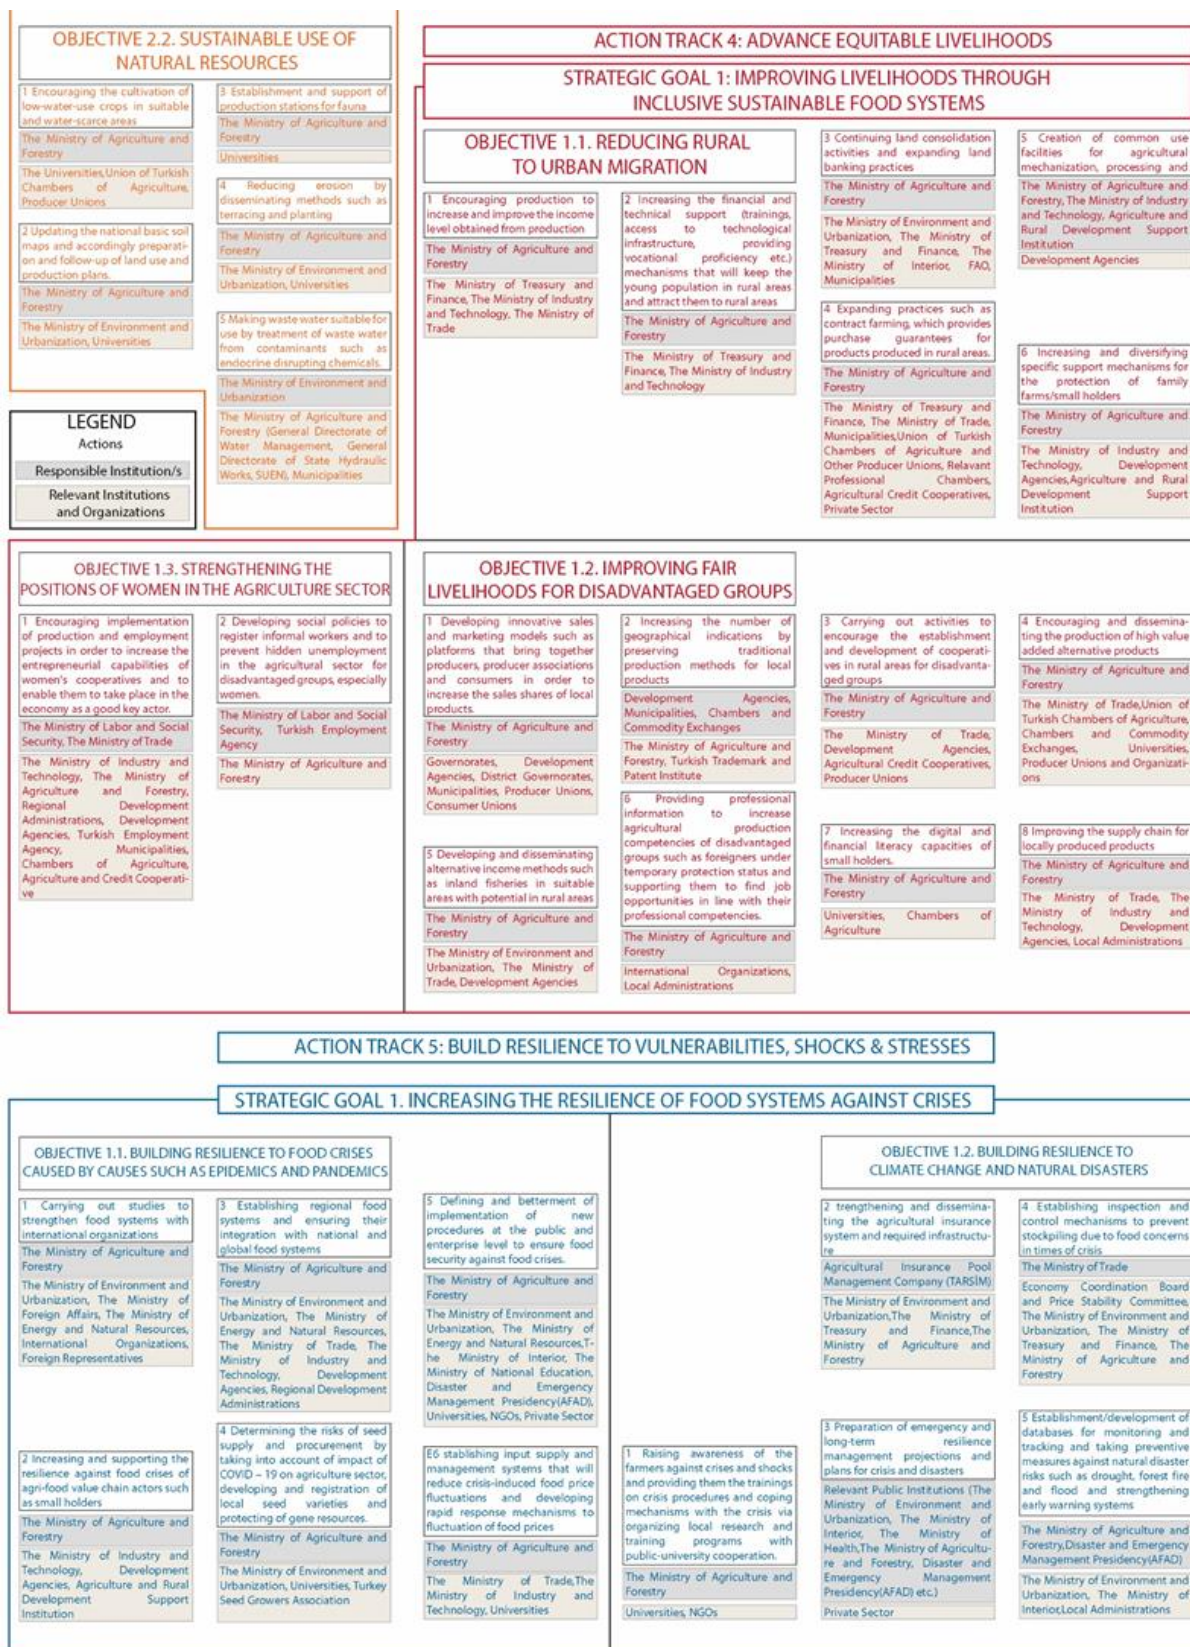 OBJECTIVE 2.2. SUSTAINABLE USE OF
NATURAL RESOURCES
1 Encouraging the cultivation of
low-water-use crops in suitable
and water-scarce areas
The Ministry of Agriculture and
Forestry
The Universities,Union of Turkish
Chambers of Agriculture,
Producer Unions
2 Updating the national basic soil
maps and accordingly preparati-
on and follow-up of land use and
production plans.
The Ministry of Agriculture and
Forestry
The Ministry of Environment and
Urbanization, Universities
3 Establishment and support of
production stations for fauna
The Ministry of Agriculture and
Forestry
Universities
4 Reducing erosion by
disseminating methods such as
terracing and planting
The Ministry of Agriculture and
Forestry
The Ministry of Environment and
Urbanization, Universities
5 Making waste water suitable for
use by treatment of waste water
from contaminants such as
endocrine disrupting chemicals.
The Ministry of Environment and
Urbanization
The Ministry of Agriculture and
Forestry (General Directorate of
Water Management, General
Directorate of State Hydraulic
Works, SUEN), Municipalities
LEGEND
Actions
Responsible Institution/s
Relevant Institutions
and Organizations
ACTION TRACK 4: ADVANCE EQUITABLE LIVELIHOODS
STRATEGIC GOAL 1: IMPROVING LIVELIHOODS THROUGH
INCLUSIVE SUSTAINABLE FOOD SYSTEMS
OBJECTIVE 1.1. REDUCING RURAL
TO URBAN MIGRATION
1 Encouraging production to
increase and improve the income
level obtained from production
The Ministry of Agriculture and
Forestry
The Ministry of Treasury and
Finance, The Ministry of Industry
and Technology, The Ministry of
Trade
2 Increasing the financial and
technical support (trainings,
access to technological
infrastructure, providing
vocational proficiency etc.)
mechanisms that will keep the
young population in rural areas
and attract them to rural areas
The Ministry of Agriculture and
Forestry
The Ministry of Treasury and
Finance, The Ministry of Industry
and Technology
3 Continuing land consolidation
activities and expanding land
banking practices
The Ministry of Agriculture and
Forestry
The Ministry of Environment and
Urbanization, The Ministry of
Treasury and Finance, The
Ministry of Interior, FAO,
Municipalities
4 Expanding practices such as
contract farming, which provides
purchase guarantees for
products produced in rural areas.
The Ministry of Agriculture and
Forestry
The Ministry of Treasury and
Finance, The Ministry of Trade,
Municipalities,Union of Turkish
Chambers of Agriculture and
Other Producer Unions, Relavant
Professional Chambers,
Agricultural Credit Cooperatives,
Private Sector
5 Creation of common use
facilities for agricultural
mechanization, processing and
The Ministry of Agriculture and
Forestry, The Ministry of Industry
and Technology, Agriculture and
Rural Development Support
Institution
Development Agencies
6 Increasing and diversifying
specific support mechanisms for
the protection of family
farms/small holders
The Ministry of Agriculture and
Forestry
The Ministry of Industry and
Technology, Development
Agencies,Agriculture and Rural
Development Support
Institution
OBJECTIVE 1.3. STRENGTHENING THE
POSITIONS OF WOMEN IN THE AGRICULTURE SECTOR
1 Encouraging implementation
of production and employment
projects in order to increase the
entrepreneurial capabilities of
women's cooperatives and to
enable them to take place in the
economy as a good key actor.
The Ministry of Labor and Social
Security, The Ministry of Trade
The Ministry of Industry and
Technology, The Ministry of
Agriculture and Forestry,
Regional Development
Administrations, Development
Agencies, Turkish Employment
Agency, Municipalities,
Chambers of Agriculture,
Agriculture and Credit Cooperati-
ve
2 Developing social policies to
register informal workers and to
prevent hidden unemployment
in the agricultural sector for
disadvantaged groups, especially
women.
The Ministry of Labor and Social
Security, Turkish Employment
Agency
The Ministry of Agriculture and
Forestry
OBJECTIVE 1.2. IMPROVING FAIR
LIVELIHOODS FOR DISADVANTAGED GROUPS
1 Developing innovative sales
and marketing models such as
platforms that bring together
producers, producer associations
and consumers in order to
increase the sales shares of local
products.
The Ministry of Agriculture and
Forestry
Governorates, Development
Agencies, District Governorates,
Municipalities, Producer Unions,
Consumer Unions
2 Increasing the number of
geographical indications by
preserving traditional
production methods for local
products
Development Agencies,
Municipalities, Chambers and
Commodity Exchanges
The Ministry of Agriculture and
Forestry, Turkish Trademark and
Patent Institute
3 Carrying out activities to
encourage the establishment
and development of cooperati-
ves in rural areas for disadvanta-
ged groups
The Ministry of Agriculture and
Forestry
The Ministry of Trade,
Development Agencies,
Agricultural Credit Cooperatives,
Producer Unions
4 Encouraging and dissemina-
ting the production of high value
added alternative products
The Ministry of Agriculture and
Forestry
The Ministry of Trade,Union of
Turkish Chambers of Agriculture,
Chambers and Commodity
Exchanges, Universities,
Producer Unions and Organizati-
ons
5 Developing and disseminating
alternative income methods such
as inland fisheries in suitable
areas with potential in rural areas
The Ministry of Agriculture and
Forestry
The Ministry of Environment and
Urbanization, The Ministry of
Trade, Development Agencies
6 Providing professional
information to increase
agricultural production
competencies of disadvantaged
groups such as foreigners under
temporary protection status and
supporting them to find job
opportunities in line with their
professional competencies.
The Ministry of Agriculture and
Forestry
International Organizations,
Local Administrations
7 Increasing the digital and
financial literacy capacities of
small holders.
The Ministry of Agriculture and
Forestry
Universities, Chambers of
Agriculture
8 Improving the supply chain for
locally produced products
The Ministry of Agriculture and
Forestry
The Ministry of Trade, The
Ministry of Industry and
Technology, Development
Agencies, Local Administrations
ACTION TRACK 5: BUILD RESILIENCE TO VULNERABILITIES, SHOCKS & STRESSES
STRATEGIC GOAL 1. INCREASING THE RESILIENCE OF FOOD SYSTEMS AGAINST CRISES
OBJECTIVE 1.1. BUILDING RESILIENCE TO FOOD CRISES
CAUSED BY CAUSES SUCH AS EPIDEMICS AND PANDEMICS
1 Carrying out studies to
strengthen food systems with
international organizations
The Ministry of Agriculture and
Forestry
The Ministry of Environment and
Urbanization, The Ministry of
Foreign Affairs, The Ministry of
Energy and Natural Resources,
International Organizations,
Foreign Representatives
2 Increasing and supporting the
resilience against food crises of
agri-food value chain actors such
as small holders
The Ministry of Agriculture and
Forestry
The Ministry of Industry and
Technology, Development
Agencies, Agriculture and Rural
Development Support
Institution
3 Establishing regional food
systems and ensuring their
integration with national and
global food systems
The Ministry of Agriculture and
Forestry
The Ministry of Environment and
Urbanization, The Ministry of
Energy and Natural Resources,
The Ministry of Trade, The
Ministry of Industry and
Technology, Development
Agencies, Regional Development
Administrations
4 Determining the risks of seed
supply and procurement by
taking into account of impact of
COVID – 19 on agriculture sector,
developing and registration of
local seed varieties and
protecting of gene resources.
The Ministry of Agriculture and
Forestry
The Ministry of Environment and
Urbanization, Universities, Turkey
Seed Growers Association
5 Defining and betterment of
implementation of new
procedures at the public and
enterprise level to ensure food
security against food crises.
The Ministry of Agriculture and
Forestry
The Ministry of Environment and
Urbanization, The Ministry of
Energy and Natural Resources,T-
he Ministry of Interior, The
Ministry of National Education,
Disaster and Emergency
Management Presidency(AFAD),
Universities, NGOs, Private Sector
E6 stablishing input supply and
management systems that will
reduce crisis-induced food price
fluctuations and developing
rapid response mechanisms to
fluctuation of food prices
The Ministry of Agriculture and
Forestry
The Ministry of Trade,The
Ministry of Industry and
Technology, Universities
OBJECTIVE 1.2. BUILDING RESILIENCE TO
CLIMATE CHANGE AND NATURAL DISASTERS
1 Raising awareness of the
farmers against crises and shocks
and providing them the trainings
on crisis procedures and coping
mechanisms with the crisis via
organizing local research and
training programs with
public-university cooperation.
The Ministry of Agriculture and
Forestry
Universities, NGOs
2 trengthening and dissemina-
ting the agricultural insurance
system and required infrastructu-
re
Agricultural Insurance Pool
Management Company (TARSİM)
The Ministry of Environment and
Urbanization,The Ministry of
Treasury and Finance,The
Ministry of Agriculture and
Forestry
3 Preparation of emergency and
long-term resilience
management projections and
plans for crisis and disasters
Relevant Public Institutions (The
Ministry of Environment and
Urbanization, The Ministry of
Interior, The Ministry of
Health,The Ministry of Agricultu-
re and Forestry, Disaster and
Emergency Management
Presidency(AFAD) etc.)
Private Sector
4 Establishing inspection and
control mechanisms to prevent
stockpiling due to food concerns
in times of crisis
The Ministry of Trade
Economy Coordination Board
and Price Stability Committee,
The Ministry of Environment and
Urbanization, The Ministry of
Treasury and Finance, The
Ministry of Agriculture and
Forestry
5 Establishment/development of
databases for monitoring and
tracking and taking preventive
measures against natural disaster
risks such as drought, forest fire
and flood and strengthening
early warning systems
The Ministry of Agriculture and
Forestry,Disaster and Emergency
Management Presidency(AFAD)
The Ministry of Environment and
Urbanization, The Ministry of
Interior,Local Administrations